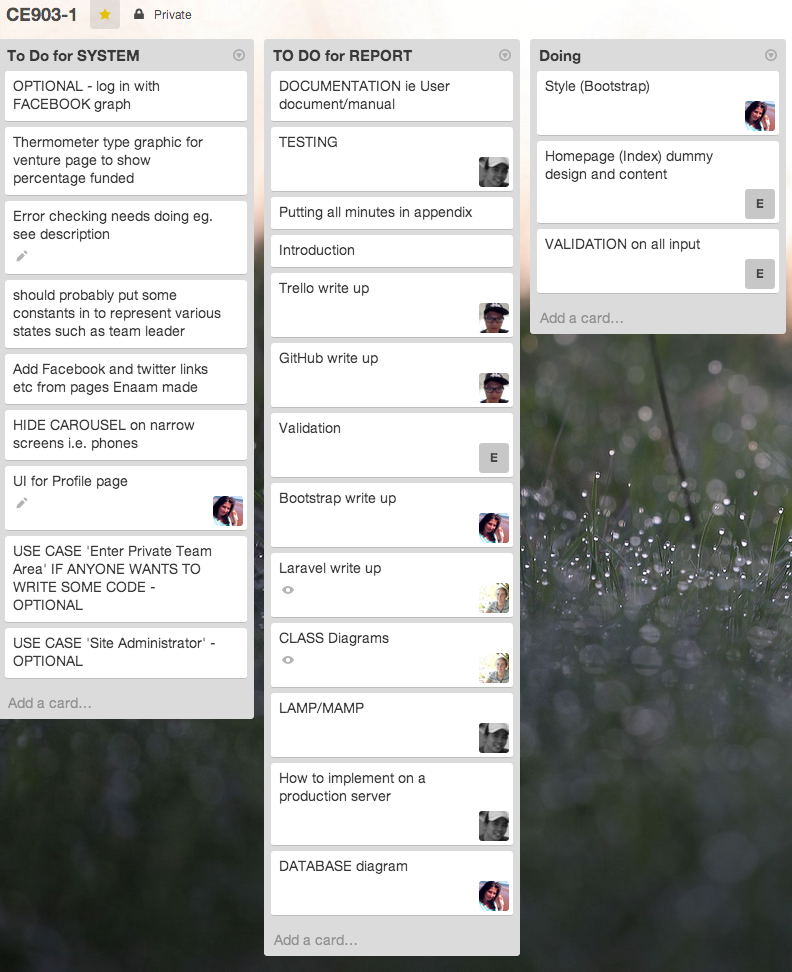 CE903-1
Private
To Do for SYSTEM
OPTIONAL - log in with
FACEBOOK graph
Thermometer type graphic for
venture page to show
percentage funded
Error checking needs doing eg.
see description
should probably put some
constants in to represent various
states such as team leader
Add Facebook and twitter links
etc from pages Enaam made
HIDE CAROUSEL on narrow
screens i.e. phones
UI for Profile page
USE CASE 'Enter Private Team
Area' IF ANYONE WANTS TO
WRITE SOME CODE -
OPTIONAL
USE CASE 'Site Administrator' -
OPTIONAL
Add a card…
TO DO for REPORT
DOCUMENTATION ie User
document/manual
TESTING
Putting all minutes in appendix
Introduction
Trello write up
GitHub write up
Validation
E
Bootstrap write up
Laravel write up
CLASS Diagrams
LAMP/MAMP
How to implement on a
production server
DATABASE diagram
Add a card…
Doing
Style (Bootstrap)
Homepage (Index) dummy
design and content
E
VALIDATION on all input
E
Add a card…